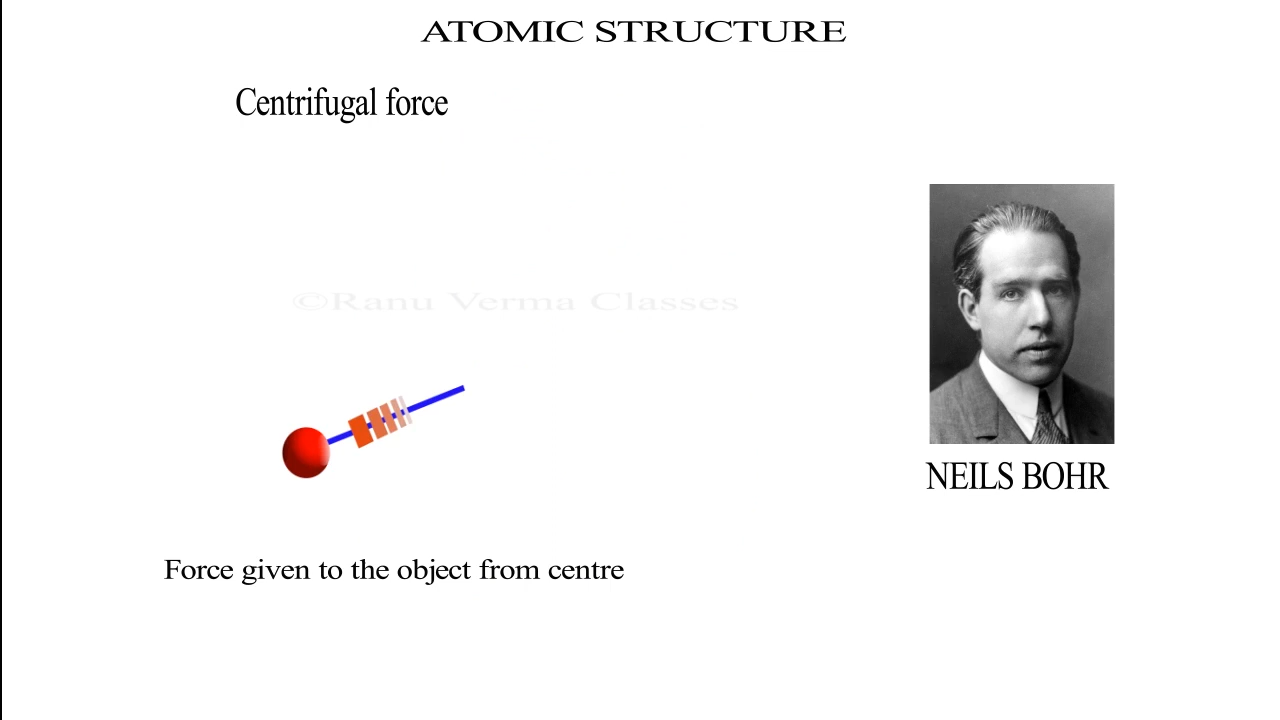 ATOMIC STRUCTURE
Centrifugal force
©Ranu Verma Classes
NEILS BOHR
Force given to the object from centre